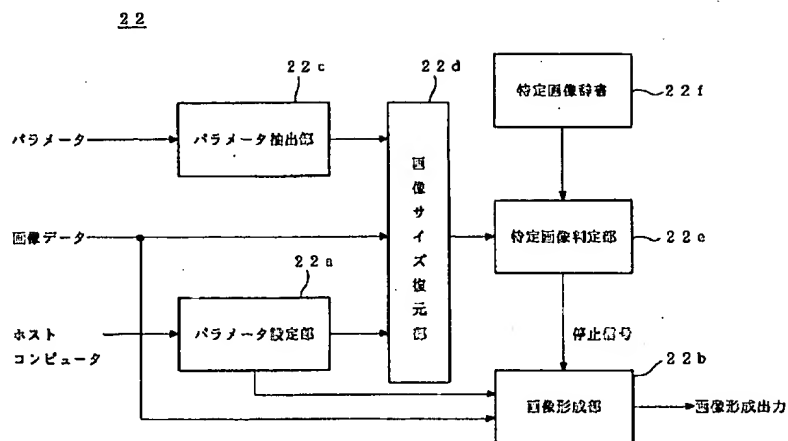 22
22c
22d
特定画像辞書
22f
パラメータ
パラメータ抽出部
画像サイズ復元部
画像データ
特定画像判定部
22e
22a
ホスト
コンピュータ
パラメータ設定部
停止信号
22b
画像形成部
画像形成出力